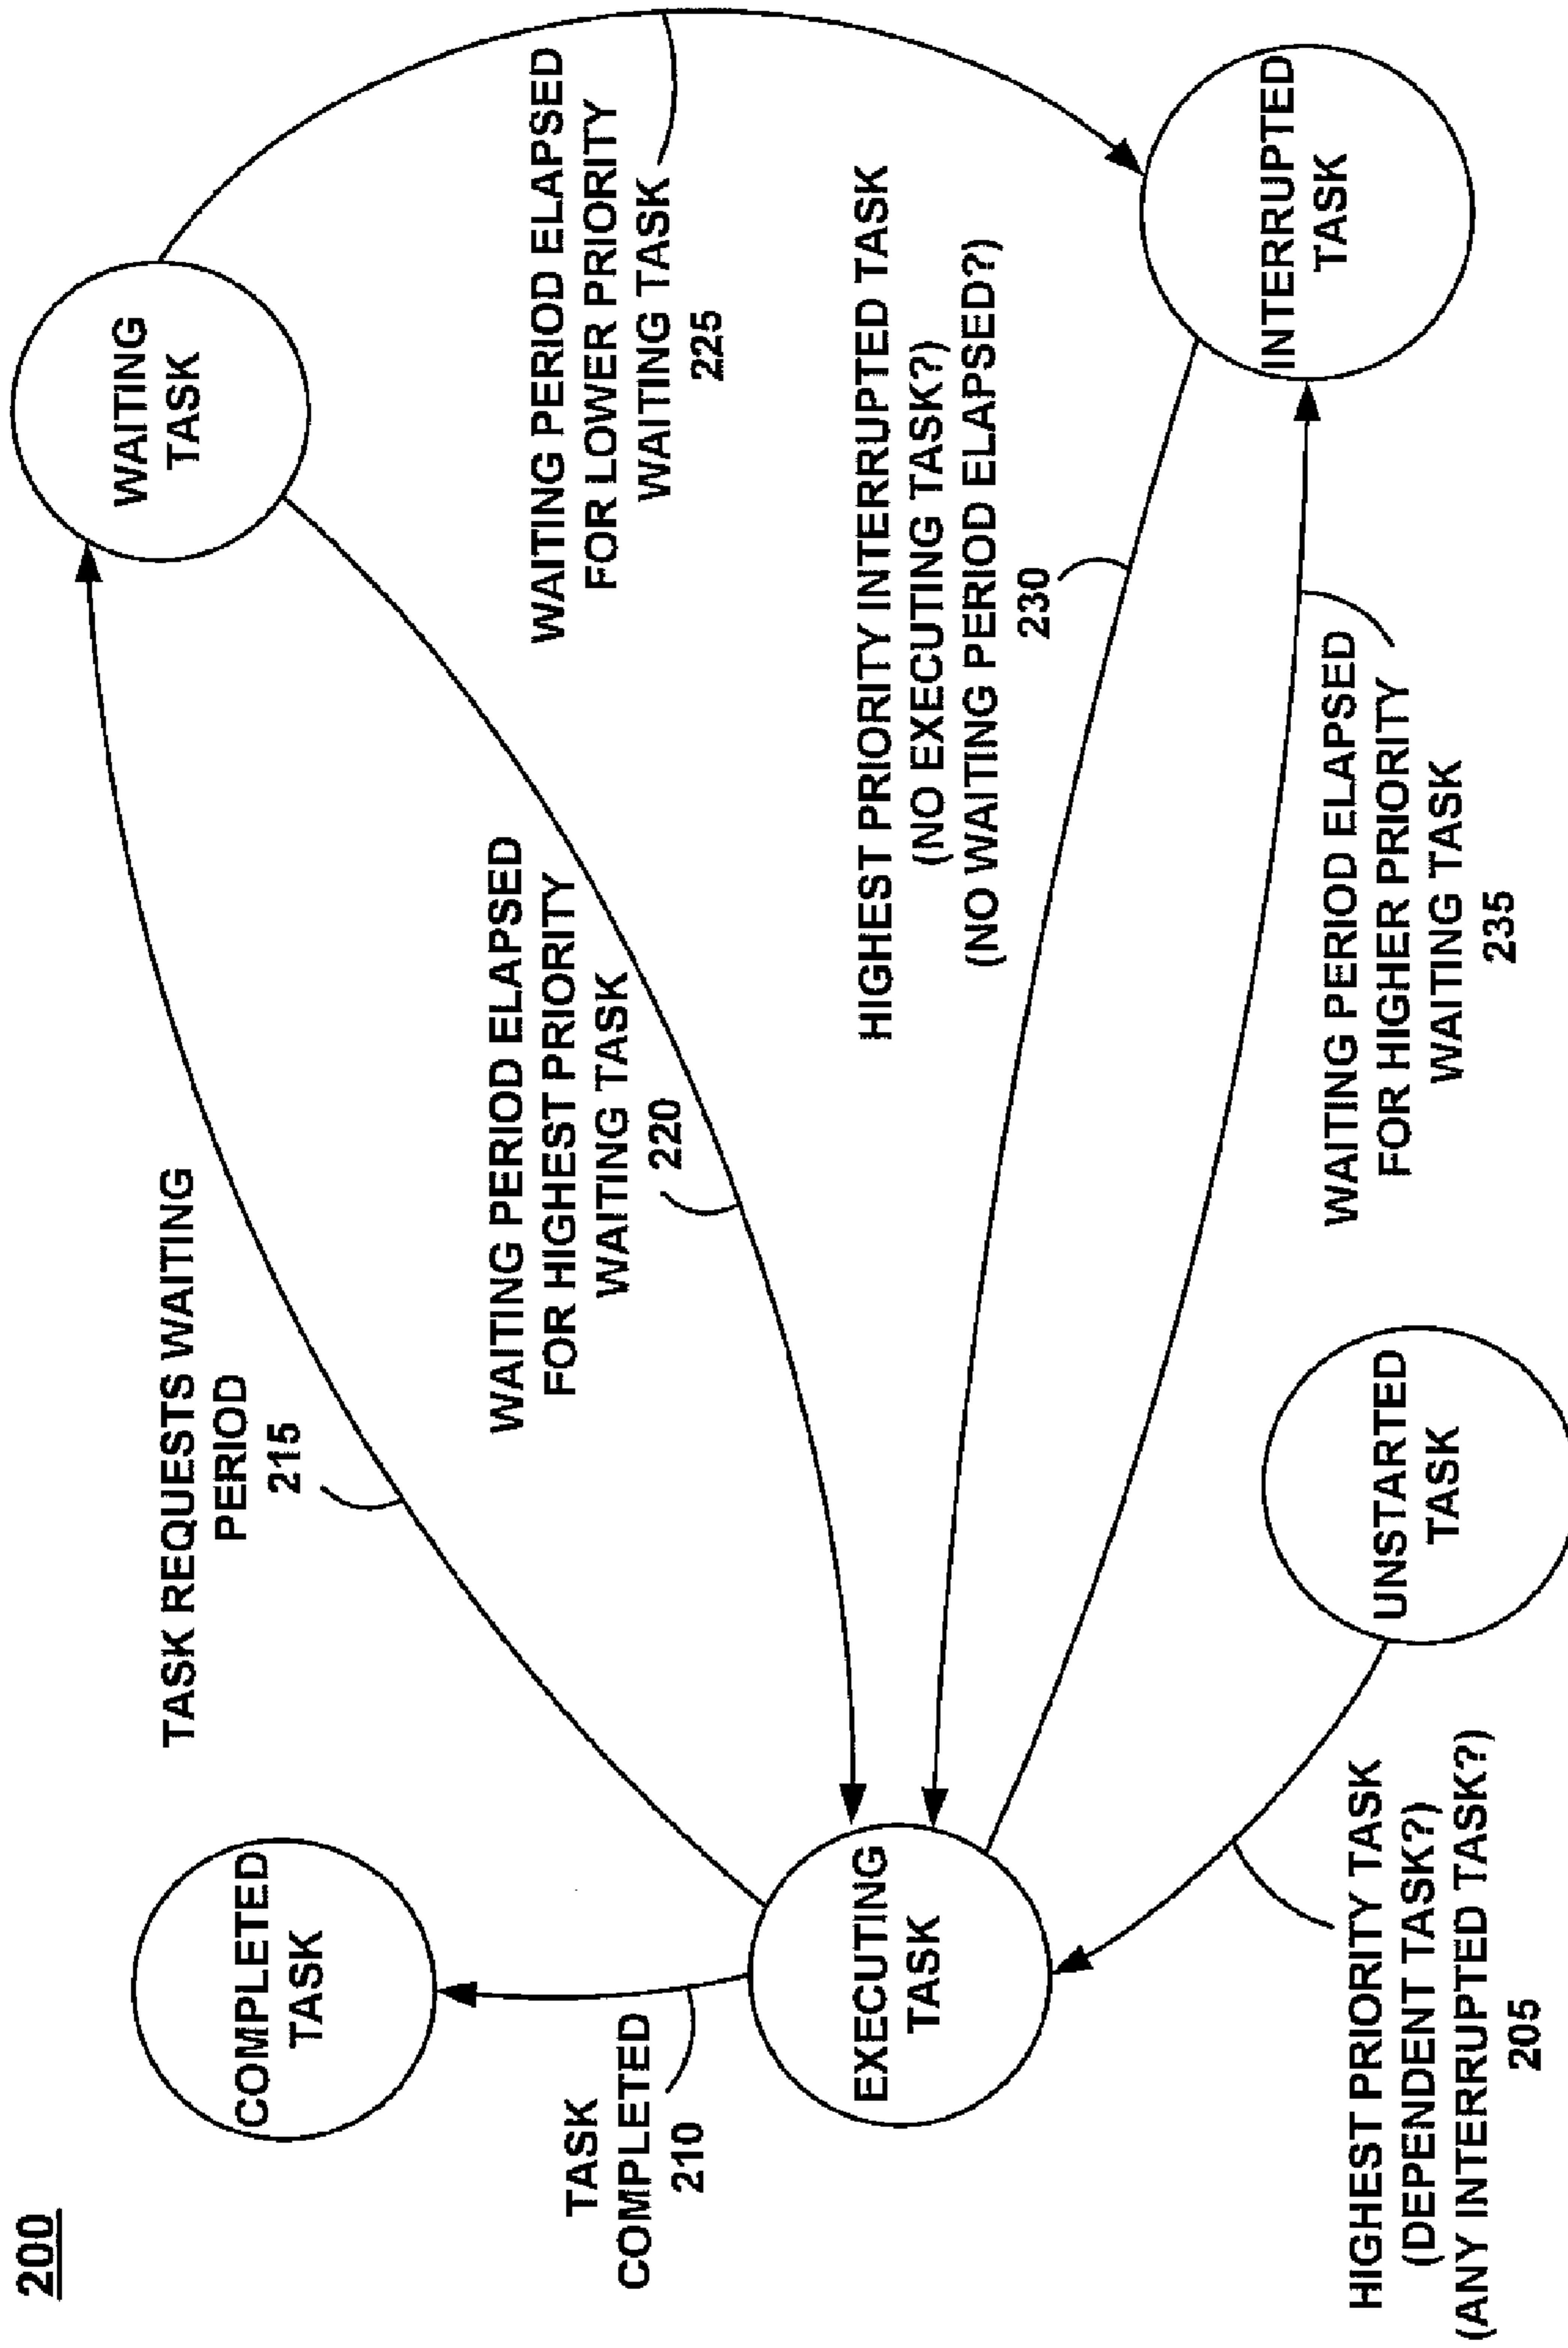 200
COMPLETED
TASK
TASK REQUESTS WAITING
PERIOD
215
WAITING
TASK
TASK
COMPLETED
210
WAITING PERIOD ELAPSED
FOR HIGHEST PRIORITY
WAITING TASK
220
WAITING PERIOD ELAPSED
FOR LOWER PRIORITY
WAITING TASK
225
EXECUTING
TASK
HIGHEST PRIORITY INTERRUPTED TASK
(NO EXECUTING TASK?)
(NO WAITING PERIOD ELAPSED?)
230
INTERRUPTED
TASK
HIGHEST PRIORITY TASK
(DEPENDENT TASK?)
(ANY INTERRUPTED TASK?)
205
UNSTARTED
TASK
WAITING PERIOD ELAPSED
FOR HIGHER PRIORITY
WAITING TASK
235